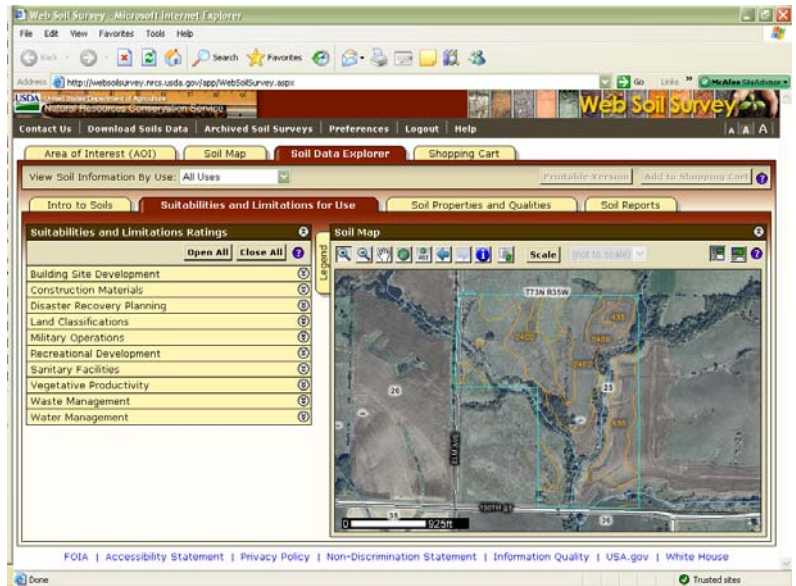 Web Soil Survey - Microsoft Internet Explorer
File Edit View Favorites Tools Help
Back Search Favorites
Address http://websoilsurvey.nrcs.usda.gov/app/WebSoilSurvey.aspx Go Links » McAfee SiteAdvisor
USDA United States Department of Agriculture
Natural Resources Conservation Service
Web Soil Survey
Contact Us | Download Soils Data | Archived Soil Surveys | Preferences | Logout | Help A A A
Area of Interest (AOI) Soil Map Soil Data Explorer Shopping Cart
View Soil Information By Use: All Uses Printable Version Add to Shopping Cart ?
Intro to Soils Suitabilities and Limitations for Use Soil Properties and Qualities Soil Reports
Suitabilities and Limitations Ratings
Open All Close All ?
Building Site Development
Construction Materials
Disaster Recovery Planning
Land Classifications
Military Operations
Recreational Development
Sanitary Facilities
Vegetative Productivity
Waste Management
Water Management
Legend
Soil Map
Scale (not to scale) ?
T73N R35W
26
25
ELM AVE
150TH ST
35
36
0 925ft
FOIA | Accessibility Statement | Privacy Policy | Non-Discrimination Statement | Information Quality | USA.gov | White House
Done Trusted sites